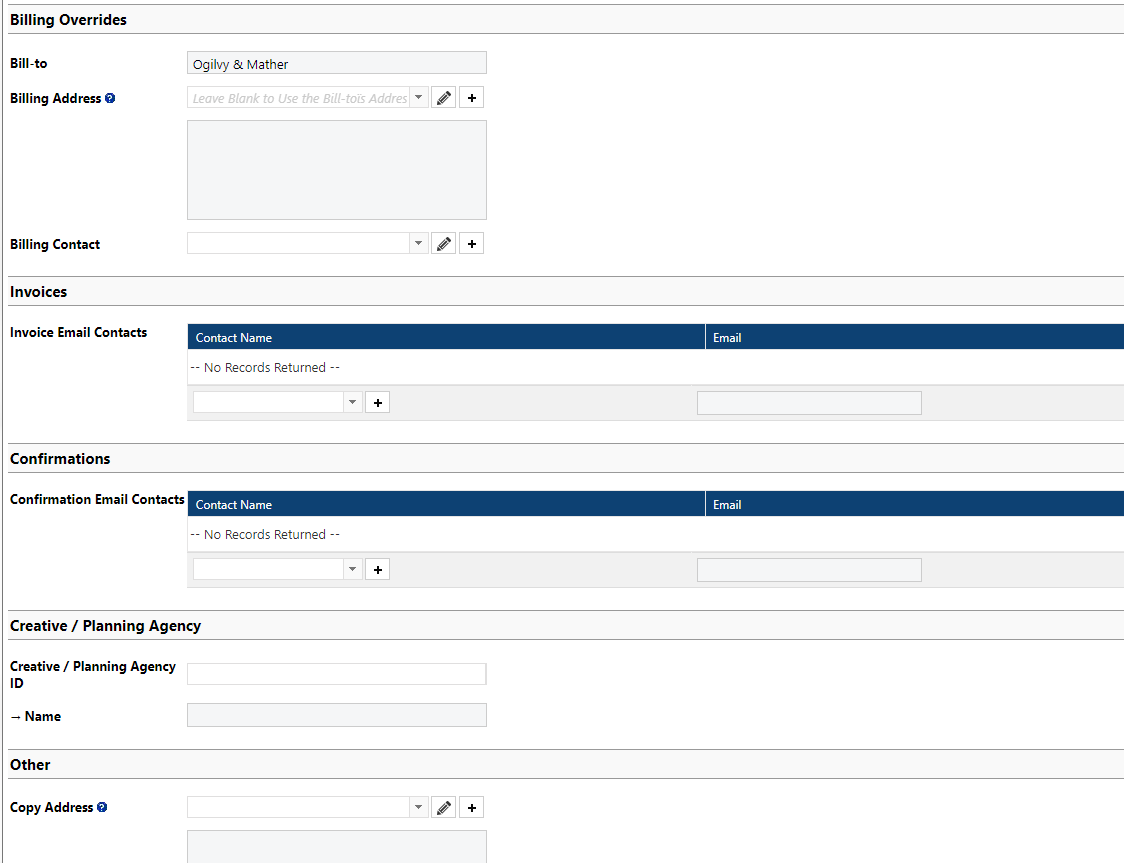 Billing Overrides
Bill-to
Ogilvy & Mather
Billing Address ?
Leave Blank to Use the Bill-toïs Addres
+
Billing Contact
+
Invoices
Invoice Email Contacts
Contact Name Email
-- No Records Returned --
+
Confirmations
Confirmation Email Contacts
Contact Name Email
-- No Records Returned --
+
Creative / Planning Agency
Creative / Planning Agency
ID
→ Name
Other
Copy Address ?
+